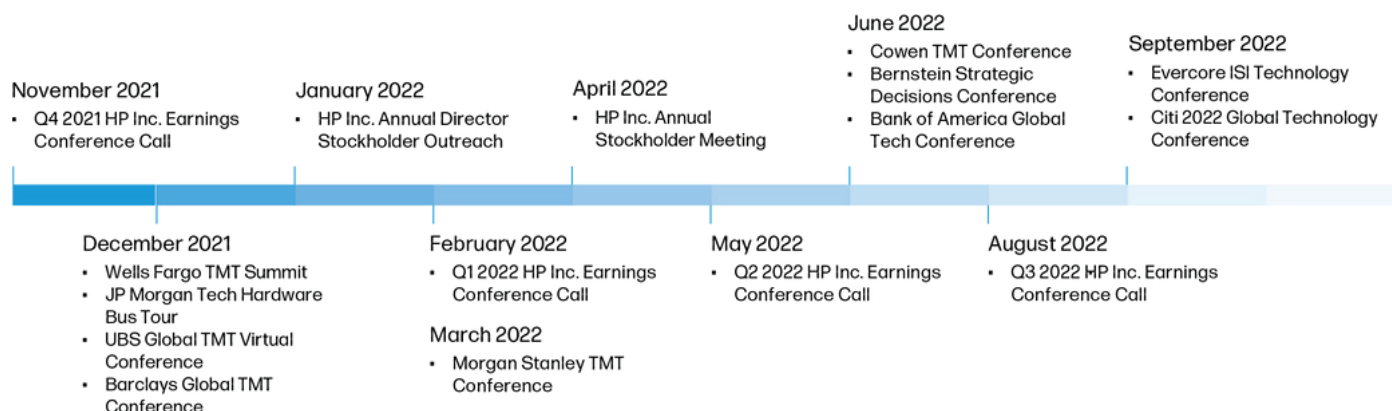 November 2021
▪ Q4 2021 HP Inc. Earnings
Conference Call
January 2022
▪ HP Inc. Annual Director
Stockholder Outreach
April 2022
▪ HP Inc. Annual
Stockholder Meeting
June 2022
▪ Cowen TMT Conference
▪ Bernstein Strategic
Decisions Conference
▪ Bank of America Global
Tech Conference
September 2022
▪ Evercore ISI Technology
Conference
▪ Citi 2022 Global Technology
Conference
December 2021
▪ Wells Fargo TMT Summit
▪ JP Morgan Tech Hardware
Bus Tour
▪ UBS Global TMT Virtual
Conference
▪ Barclays Global TMT
Conference
February 2022
▪ Q1 2022 HP Inc. Earnings
Conference Call
March 2022
▪ Morgan Stanley TMT
Conference
May 2022
▪ Q2 2022 HP Inc. Earnings
Conference Call
August 2022
▪ Q3 2022 HP Inc. Earnings
Conference Call